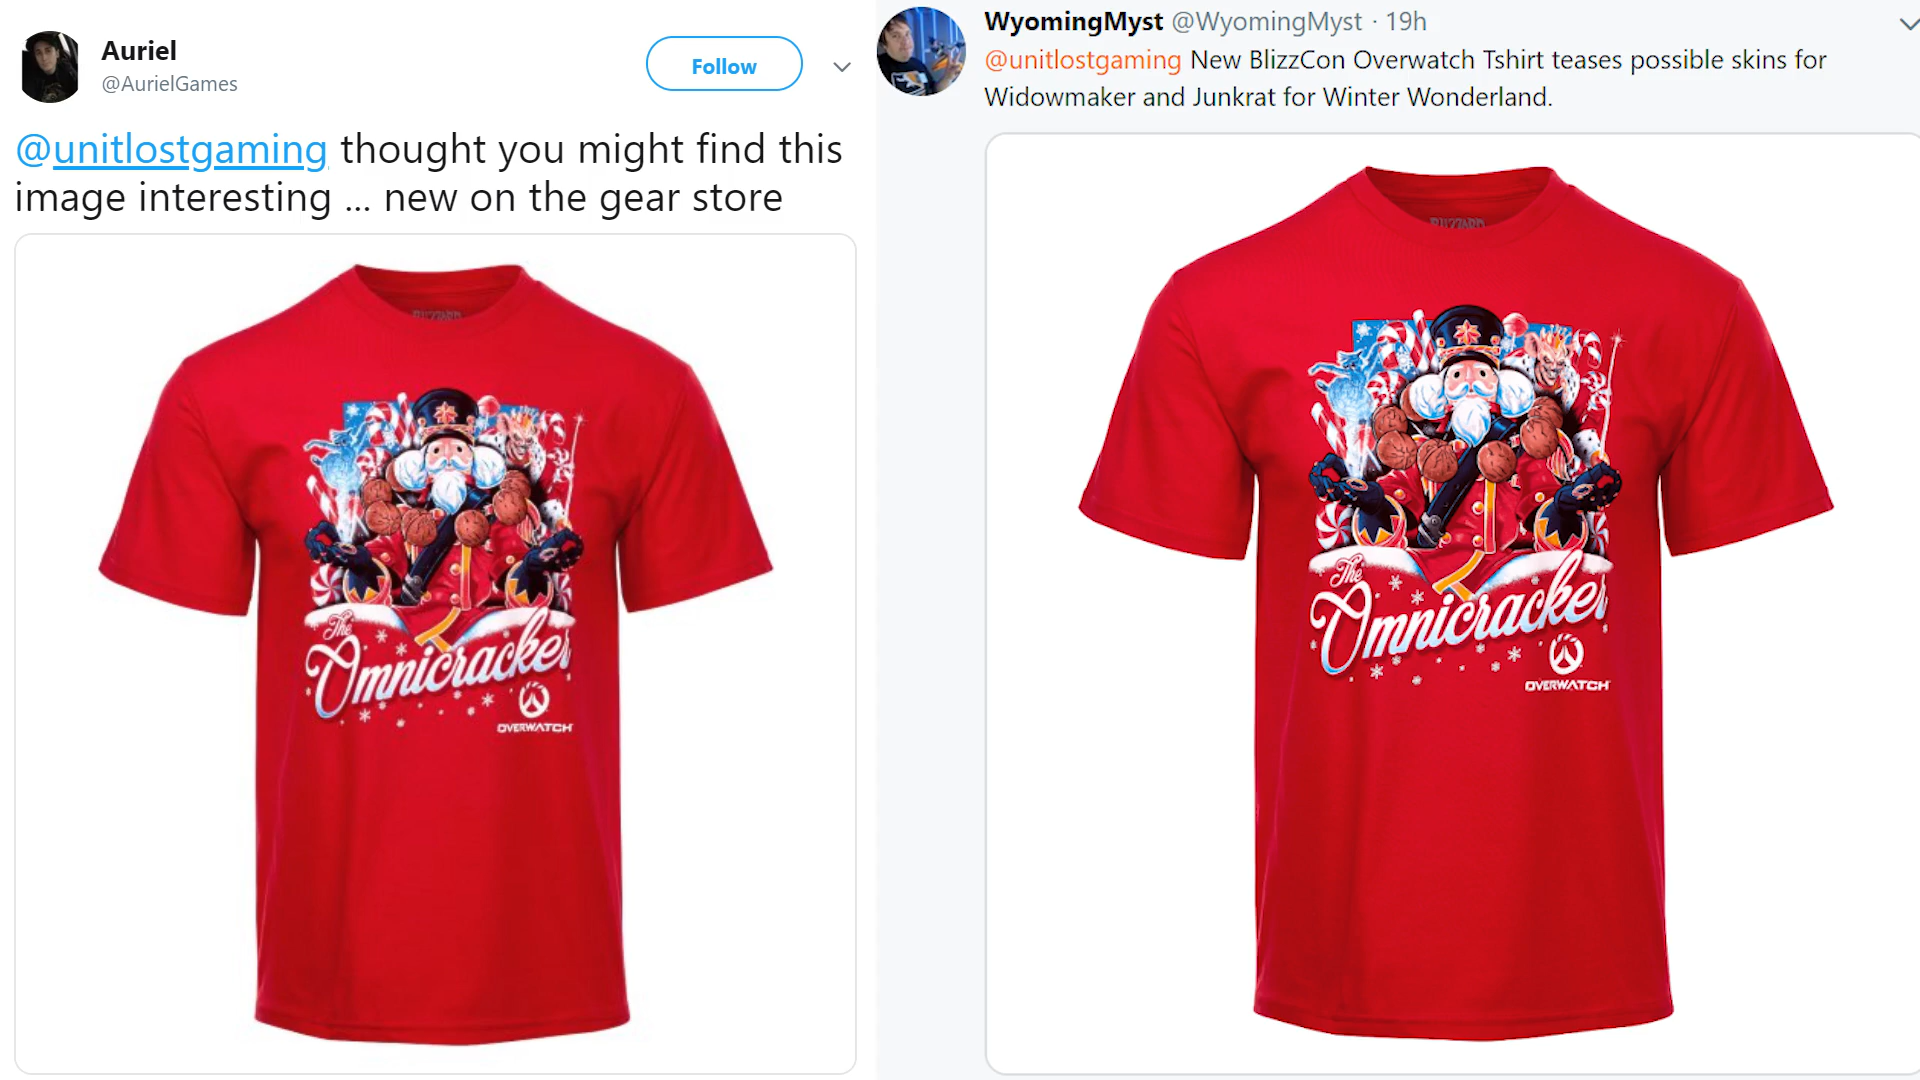 Auriel
@AurielGames
Follow
@unitlostgaming thought you might find this
image interesting ... new on the gear store
BLIZZARD
The
Omnicracker
OVERWATCH
WyomingMyst @WyomingMyst · 19h
@unitlostgaming New BlizzCon Overwatch Tshirt teases possible skins for
Widowmaker and Junkrat for Winter Wonderland.
BLIZZARD
The
Omnicracker
OVERWATCH